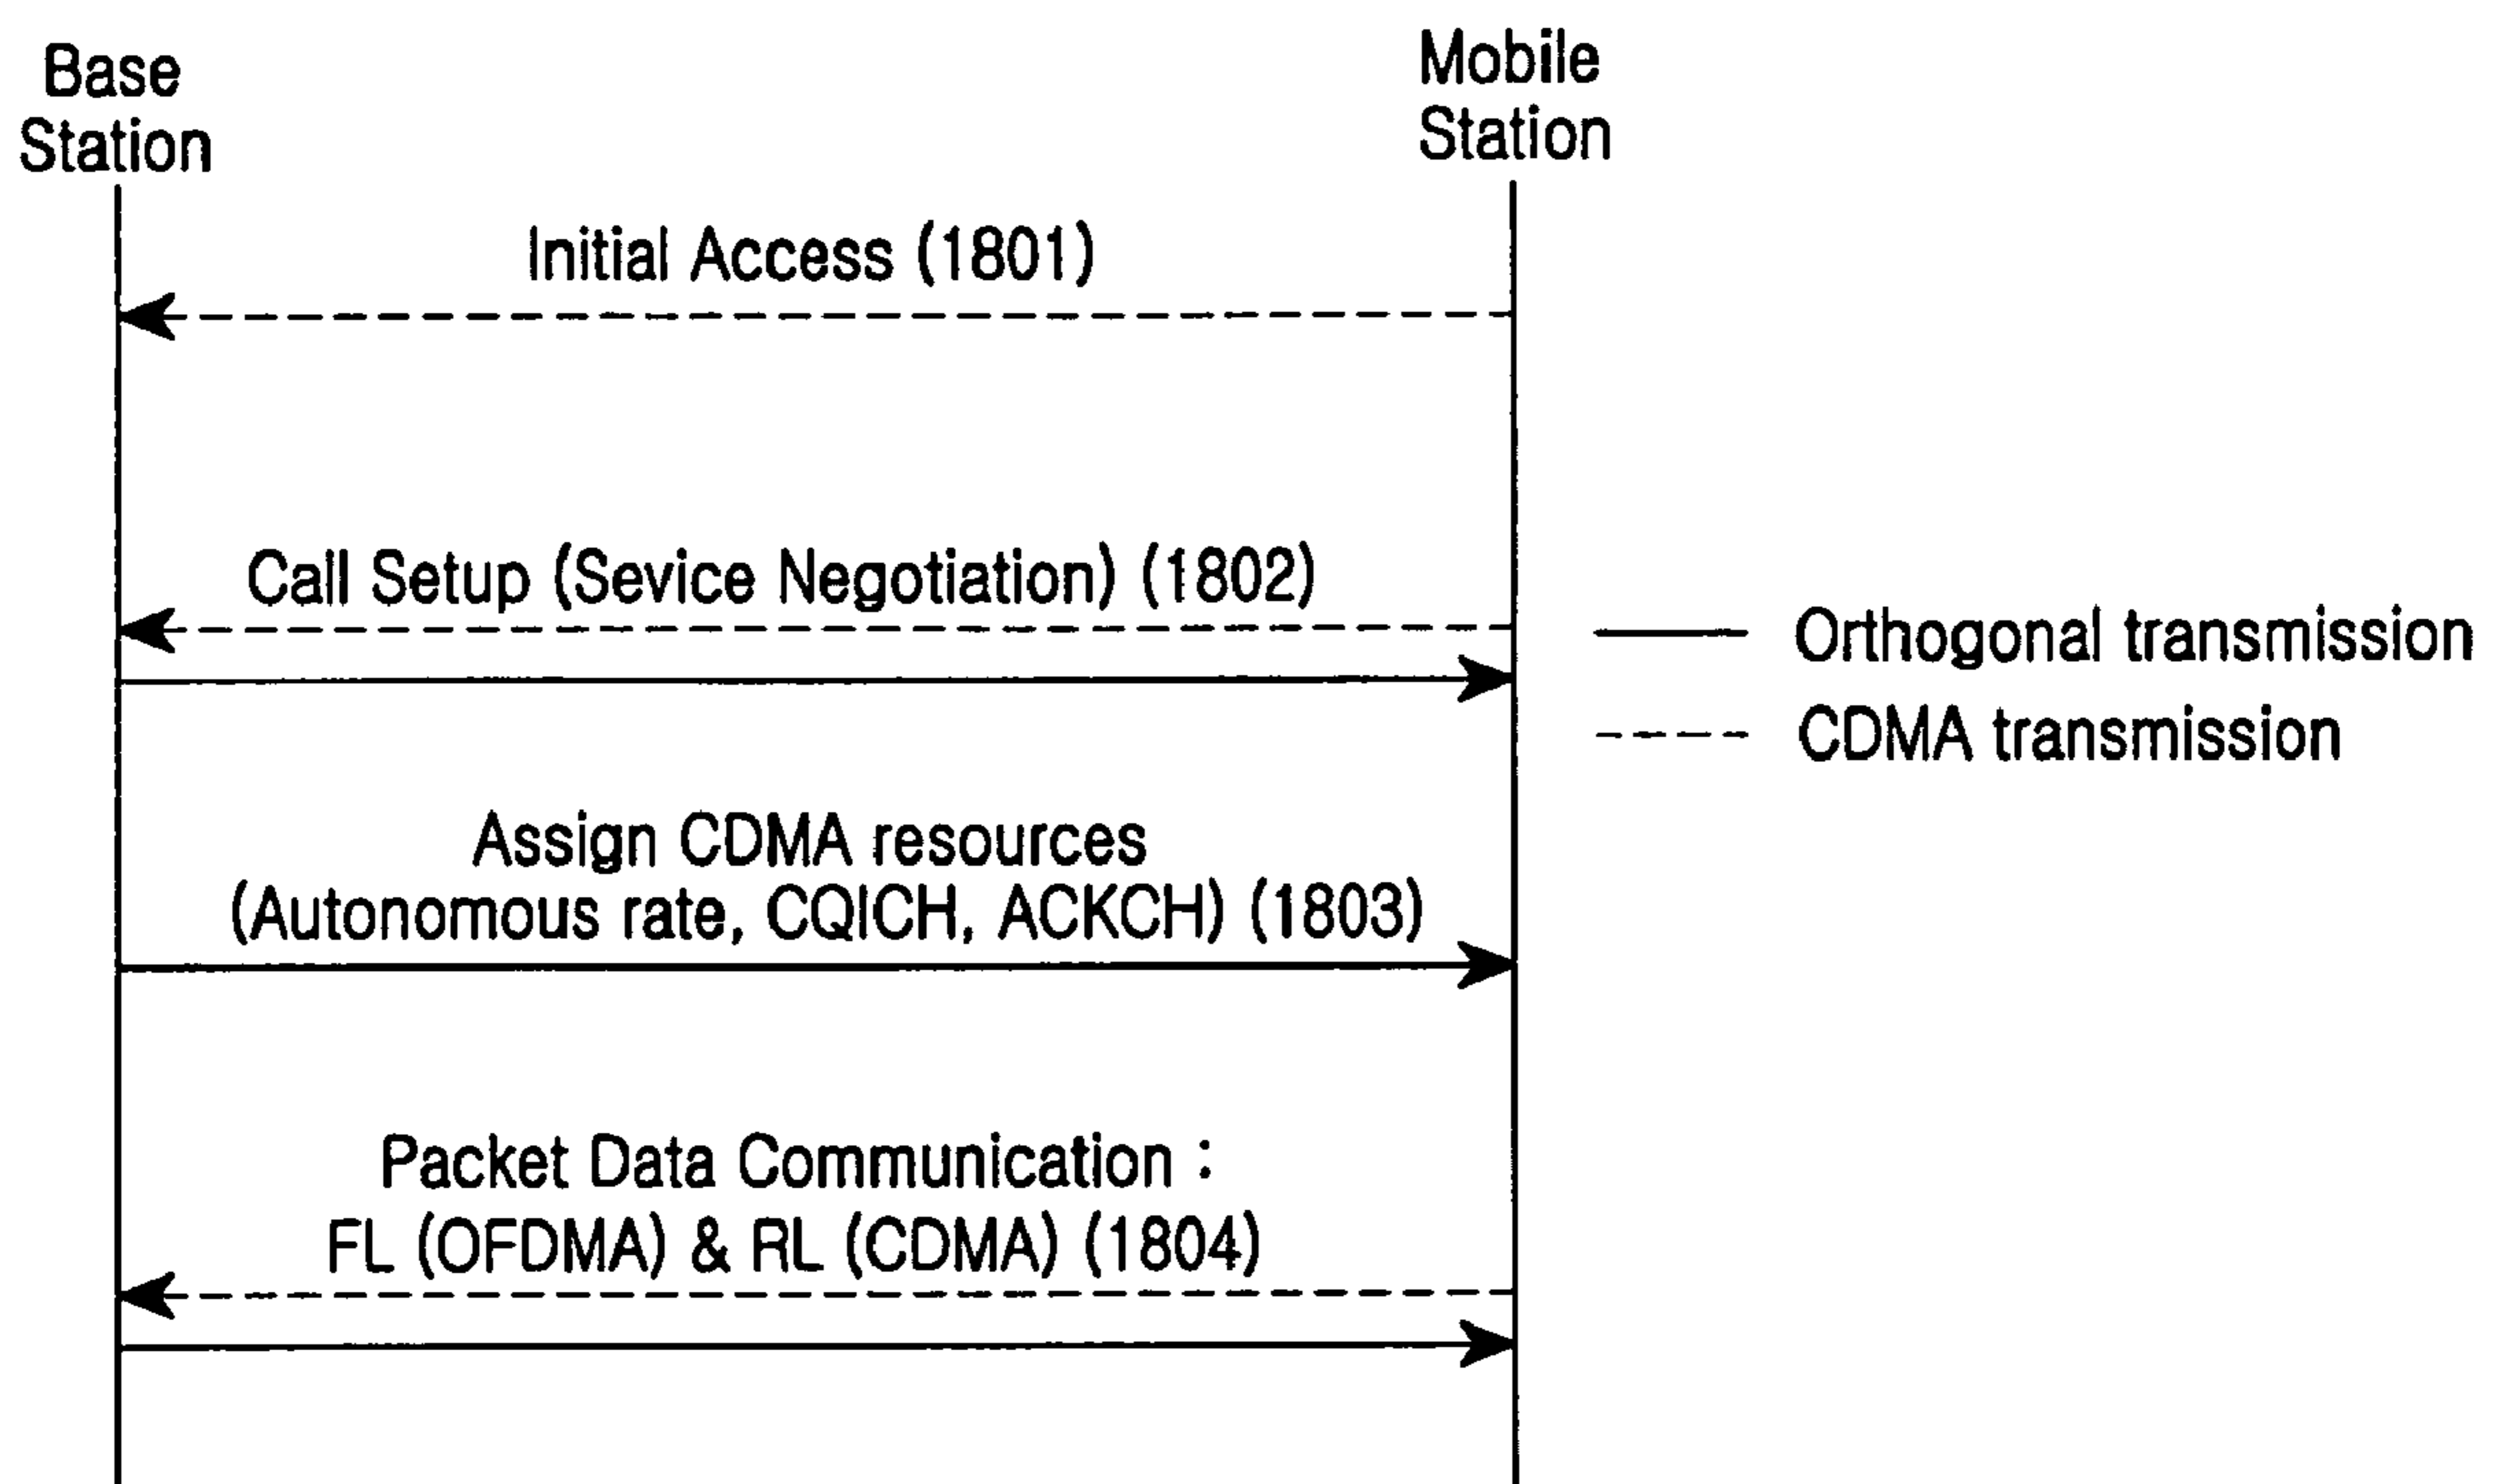 Base
Station
Mobile
Station
Initial Access (1801)
Call Setup (Sevice Negotiation) (1802)
Orthogonal transmission
CDMA transmission
Assign CDMA resources
(Autonomous rate, CQICH, ACKCH) (1803)
Packet Data Communication :
FL (OFDMA) & RL (CDMA) (1804)